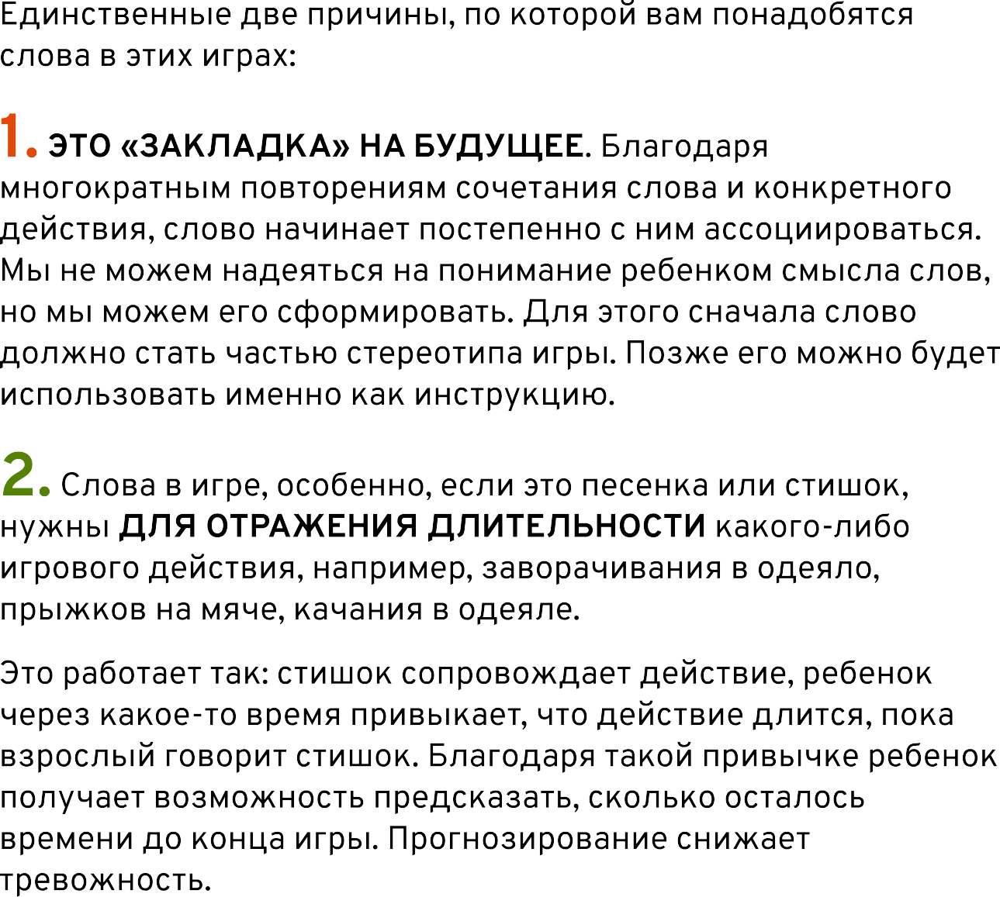 Единственные две причины, по которой вам понадобятся
слова в этих играх:
1. ЭТО «ЗАКЛАДКА» НА БУДУЩЕЕ. Благодаря
многократным повторениям сочетания слова и конкретного
действия, слово начинает постепенно с ним ассоциироваться.
Мы не можем надеяться на понимание ребенком смысла слов,
но мы можем его сформировать. Для этого сначала слово
должно стать частью стереотипа игры. Позже его можно будет
использовать именно как инструкцию.
2. Слова в игре, особенно, если это песенка или стишок,
нужны ДЛЯ ОТРАЖЕНИЯ ДЛИТЕЛЬНОСТИ какого-либо
игрового действия, например, заворачивания в одеяло,
прыжков на мяче, качания в одеяле.
Это работает так: стишок сопровождает действие, ребенок
через какое-то время привыкает, что действие длится, пока
взрослый говорит стишок. Благодаря такой привычке ребенок
получает возможность предсказать, сколько осталось
времени до конца игры. Прогнозирование снижает
тревожность.